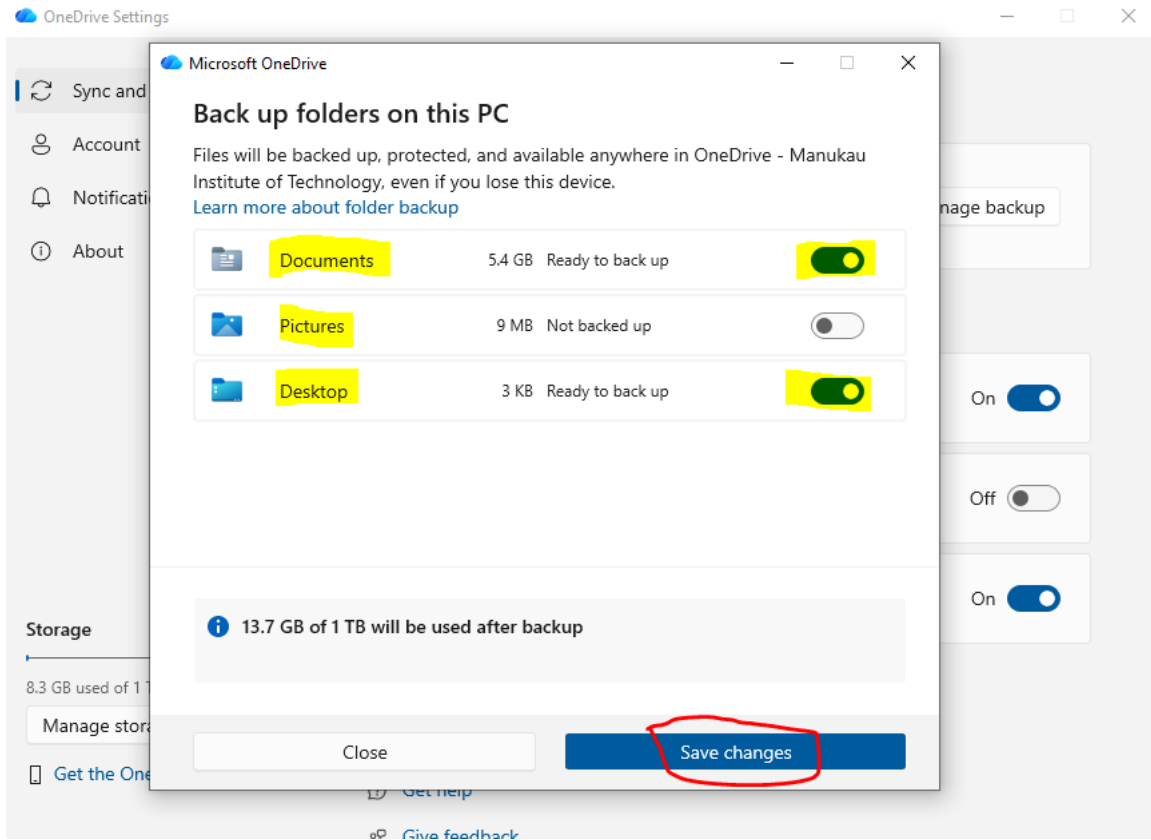 OneDrive Settings
Microsoft OneDrive
Sync and
Account
Notificati
About
Back up folders on this PC
Files will be backed up, protected, and available anywhere in OneDrive - Manukau
Institute of Technology, even if you lose this device.
Learn more about folder backup
nage backup
Documents 5.4 GB Ready to back up
Pictures 9 MB Not backed up
Desktop 3 KB Ready to back up
On
Off
On
13.7 GB of 1 TB will be used after backup
Storage
8.3 GB used of 1 T
Manage stora
Get the One
Close Save changes
Get help
Give feedback